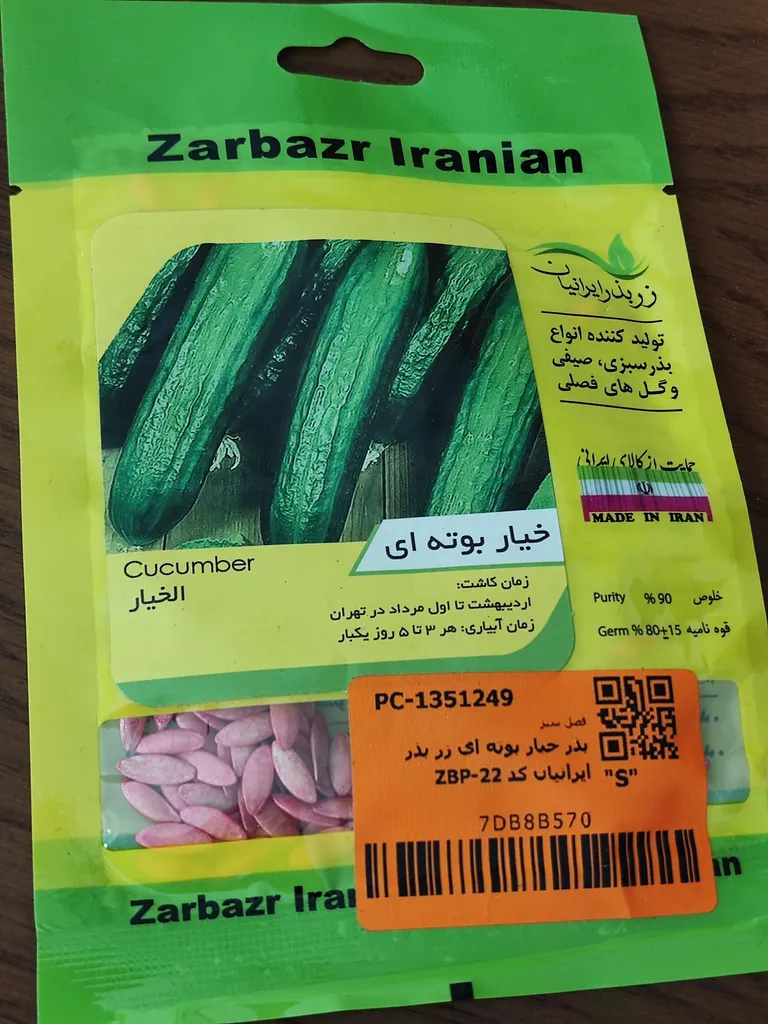 Zarbazr Iranian
زر بذر ایرانیان
تولید کننده انواع
بذر سبزی، صیفی
و گل های فصلی
حمایت از کالای ایرانی
MADE IN IRAN
خیار بوته ای
Cucumber
الخیار
زمان کاشت:
اردیبهشت تا اول مرداد در تهران
زمان آبیاری: هر ۳ تا ۵ روز یکبار
Purity %90 خلوص
Germ %80±15 قوه نامیه
PC-1351249
فصل سبز
بذر خیار بوته ای زر بذر
ایرانیان کد ZBP-22
"S"
7DB8B570
Zarbazr Iran